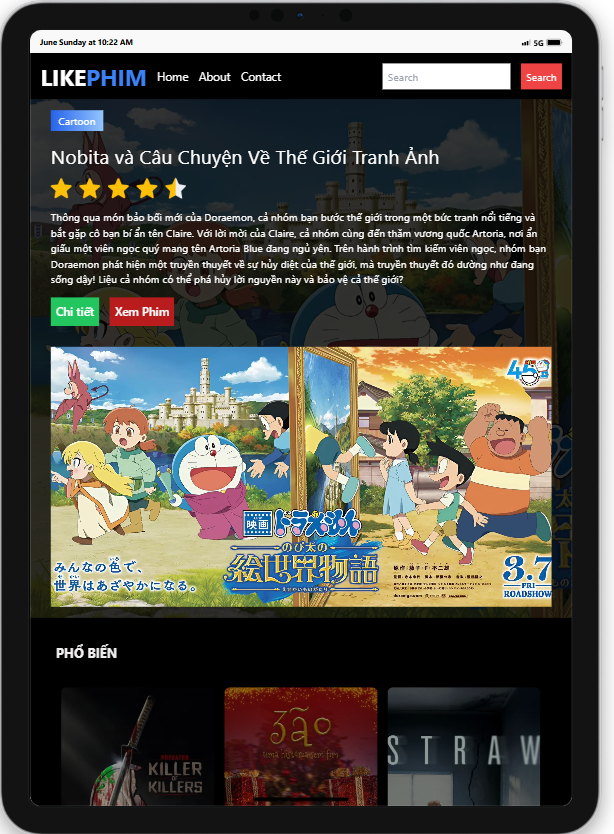 June Sunday at 10:22 AM
5G
LIKEPHIM Home About Contact Search Search
Cartoon
Nobita và Câu Chuyện Về Thế Giới Tranh Ảnh
Thông qua món bảo bối mới của Doraemon, cả nhóm bạn bước thế giới trong một bức tranh nổi tiếng và
bắt gặp cô bạn bí ẩn tên Claire. Với lời mời của Claire, cả nhóm cùng đến thăm vương quốc Artoria, nơi ẩn
giấu một viên ngọc quý mang tên Artoria Blue đang ngủ yên. Trên hành trình tìm kiếm viên ngọc, nhóm bạn
Doraemon phát hiện một truyền thuyết về sự hủy diệt của thế giới, mà truyền thuyết đó dường như đang
sống dậy! Liệu cả nhóm có thể phá hủy lời nguyền này và bảo vệ cả thế giới?
Chi tiết Xem Phim
映画ドラえもん
のび太の
絵世界物語
みんなの色で、
世界はあざやかになる。
3.7
FRI
ROADSHOW
PHỔ BIẾN
PREDATOR
KILLER
OF
KILLERS
STRAW